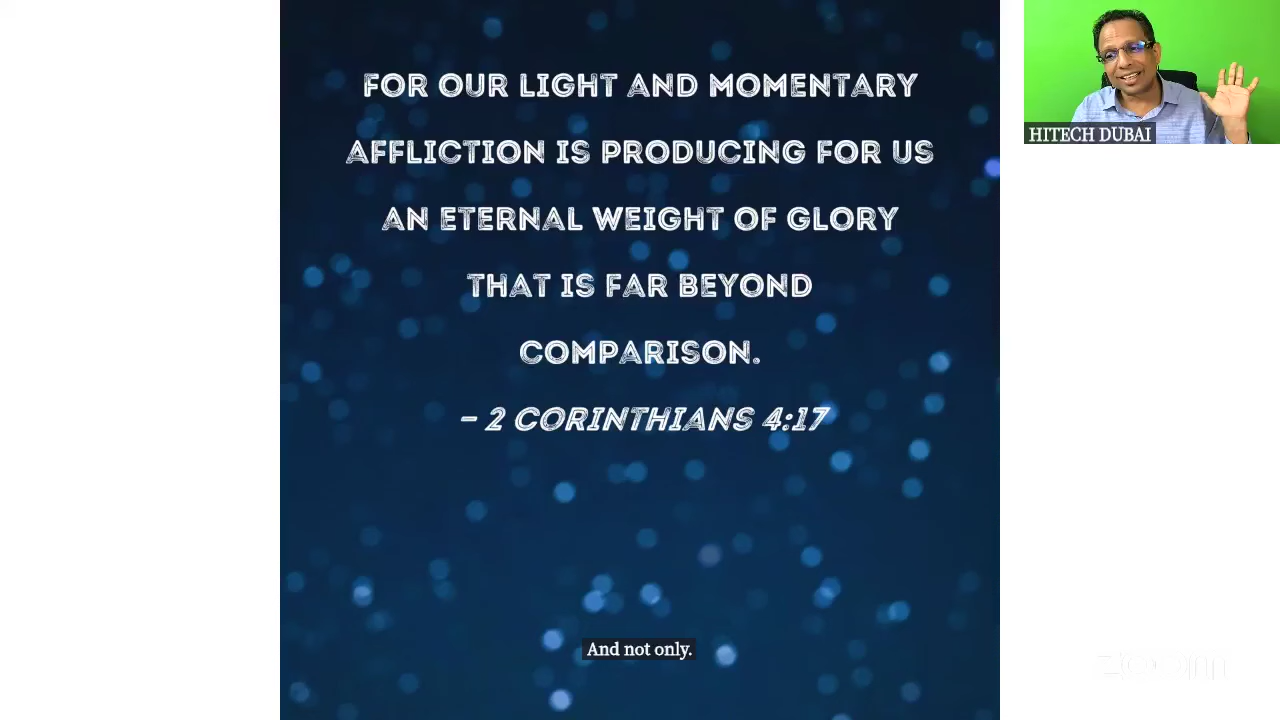 FOR OUR LIGHT AND MOMENTARY
AFFLICTION IS PRODUCING FOR US
AN ETERNAL WEIGHT OF GLORY
THAT IS FAR BEYOND
COMPARISON.
– 2 CORINTHIANS 4:17
HITECH DUBAI
And not only.